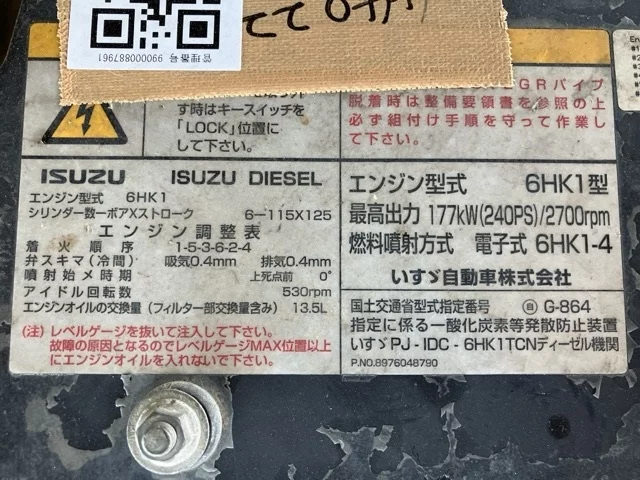 管理番号 99000000887961
す時はキースイッチを
「LOCK」位置に
して下さい。
EGRパイプ
脱着時は整備要領書を参照の上
必ず組付け手順を守って作業し
て下さい。
ISUZU ISUZU DIESEL
エンジン型式 6HK1
シリンダー数ーボアXストローク 6-115X125
エンジン調整表
着火順序 1-5-3-6-2-4
弁スキマ(冷間) 吸気0.4mm 排気0.4mm
噴射始メ時期 上死点前 0°
アイドル回転数 530rpm
エンジンオイルの交換量(フィルター部交換量含み) 13.5L
(注)レベルゲージを抜いて注入して下さい。
故障の原因となるのでレベルゲージMAX位置以上
にエンジンオイルを入れないで下さい。
エンジン型式 6HK1型
最高出力 177kW(240PS)/2700rpm
燃料噴射方式 電子式 6HK1-4
いすゞ自動車株式会社
国土交通省型式指定番号 自 G-864
指定に係る一酸化炭素等発散防止装置
いすゞPJ-IDC-6HK1TCNディーゼル機関
P.NO.8976048790